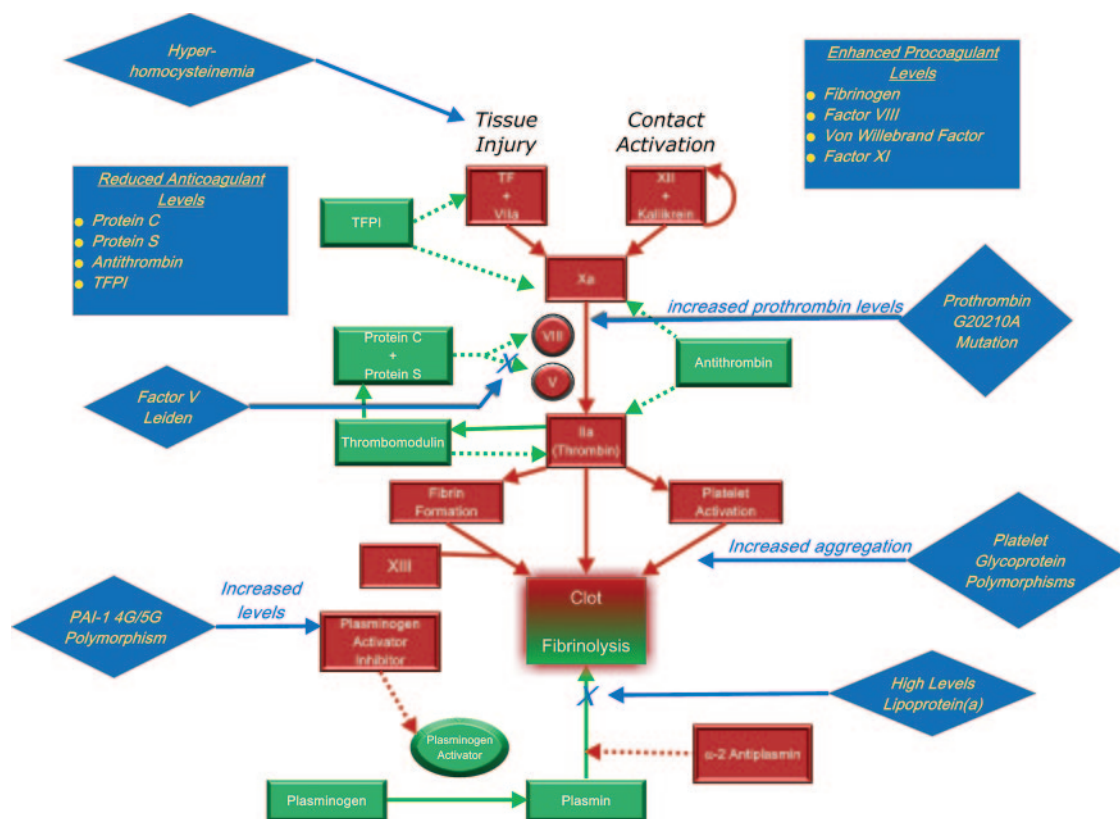 Hyper-
homocysteinemia
Enhanced Procoagulant
Levels
Fibrinogen
Factor VIII
Von Willebrand Factor
Factor XI
Tissue
Injury
Contact
Activation
Reduced Anticoagulant
Levels
Protein C
Protein S
Antithrombin
TFPI
TFPI
TF
+
VIIa
XII
+
Kallikrein
Xa
increased prothrombin levels
Prothrombin
G20210A
Mutation
Protein C
+
Protein S
VIII
X
V
Antithrombin
Factor V
Leiden
Thrombomodulin
IIa
(Thrombin)
Fibrin
Formation
Platelet
Activation
XIII
Increased aggregation
Platelet
Glycoprotein
Polymorphisms
Clot
Fibrinolysis
PAI-1 4G/5G
Polymorphism
Increased
levels
Plasminogen
Activator
Inhibitor
X
High Levels
Lipoprotein(a)
Plasminogen
Activator
α-2 Antiplasmin
Plasminogen
Plasmin